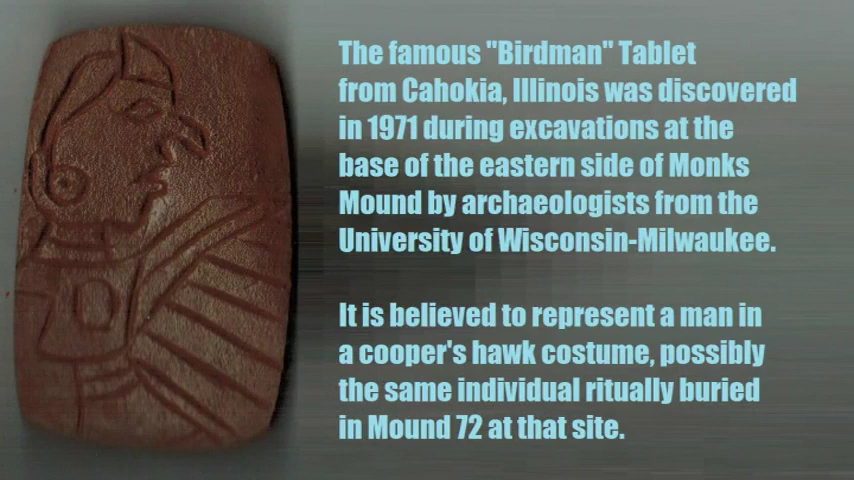 The famous "Birdman" Tablet
from Cahokia, Illinois was discovered
in 1971 during excavations at the
base of the eastern side of Monks
Mound by archaeologists from the
University of Wisconsin-Milwaukee.
It is believed to represent a man in
a cooper's hawk costume, possibly
the same individual ritually buried
in Mound 72 at that site.